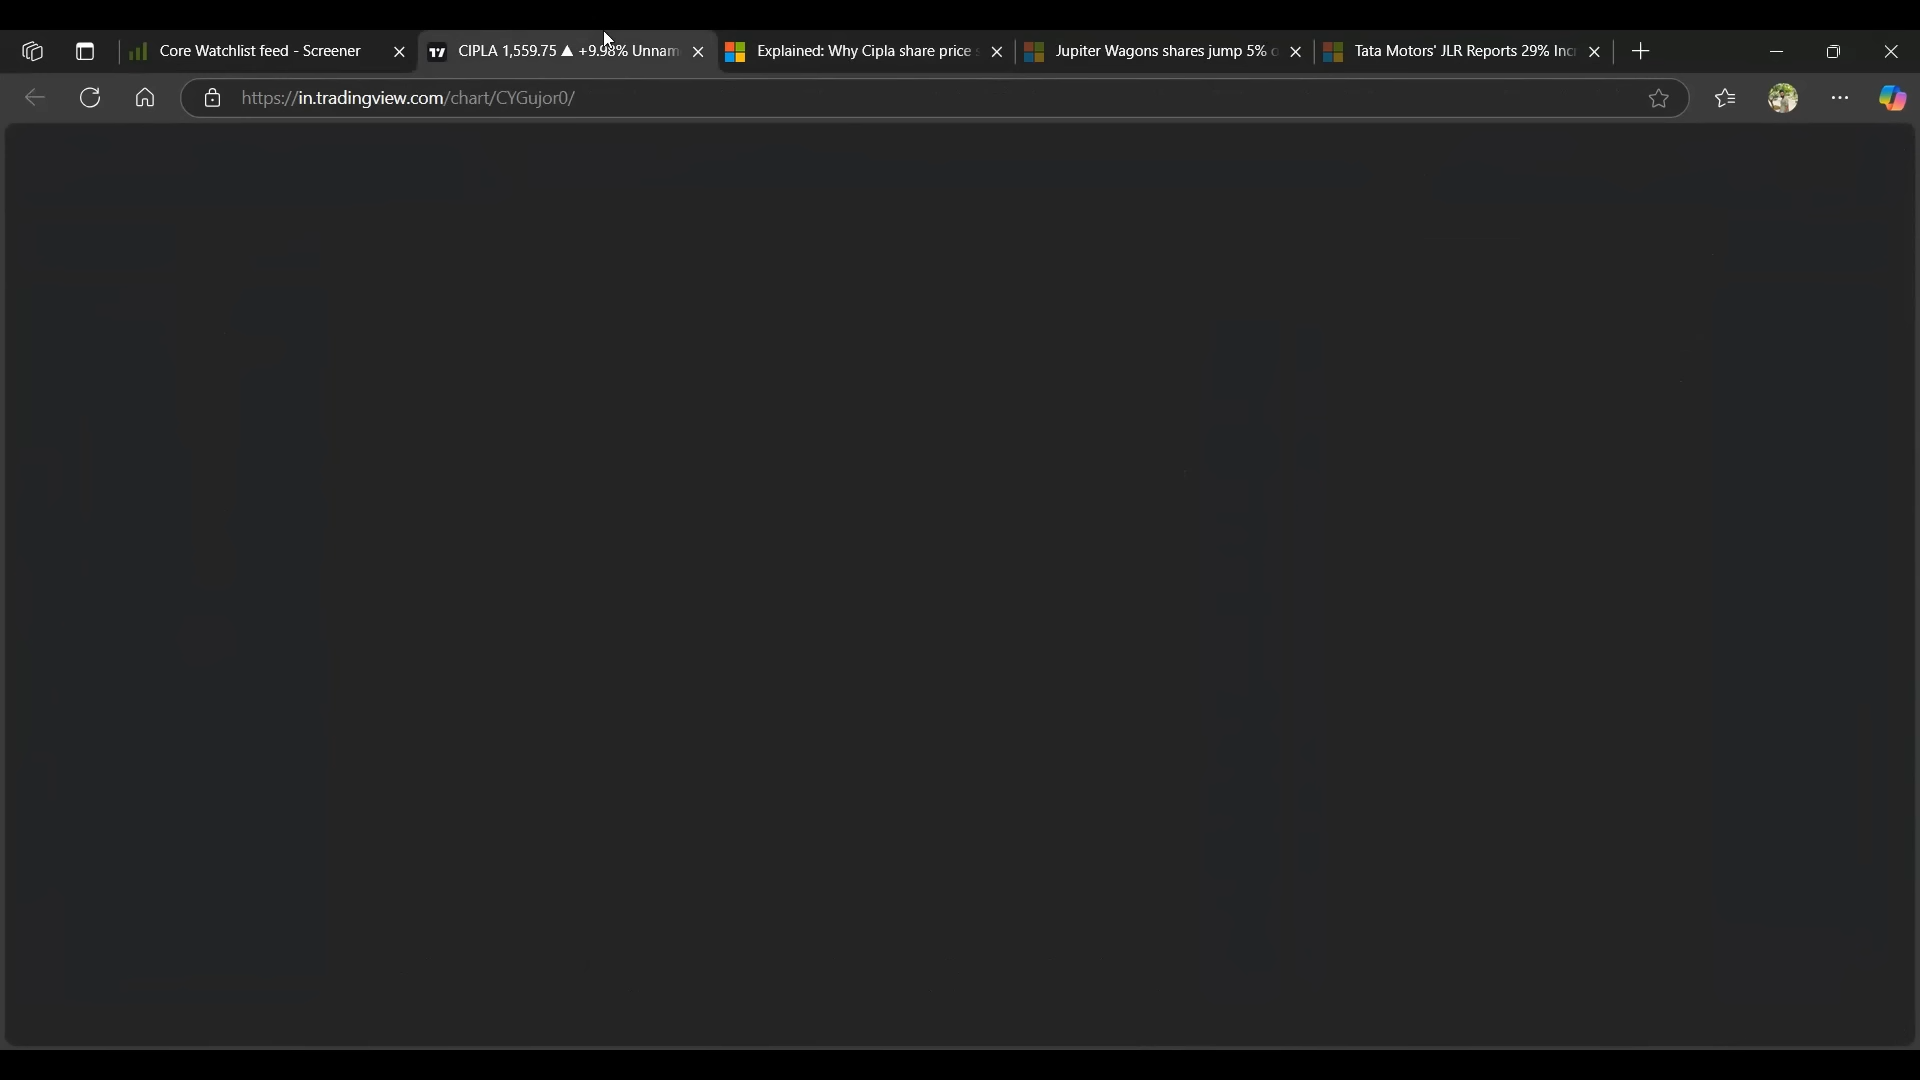 Core Watchlist feed - Screener
CIPLA 1,559.75 ▲ +9.98% Unnam
Explained: Why Cipla share price
Jupiter Wagons shares jump 5%
Tata Motors' JLR Reports 29% Inc
https://in.tradingview.com/chart/CYGujor0/